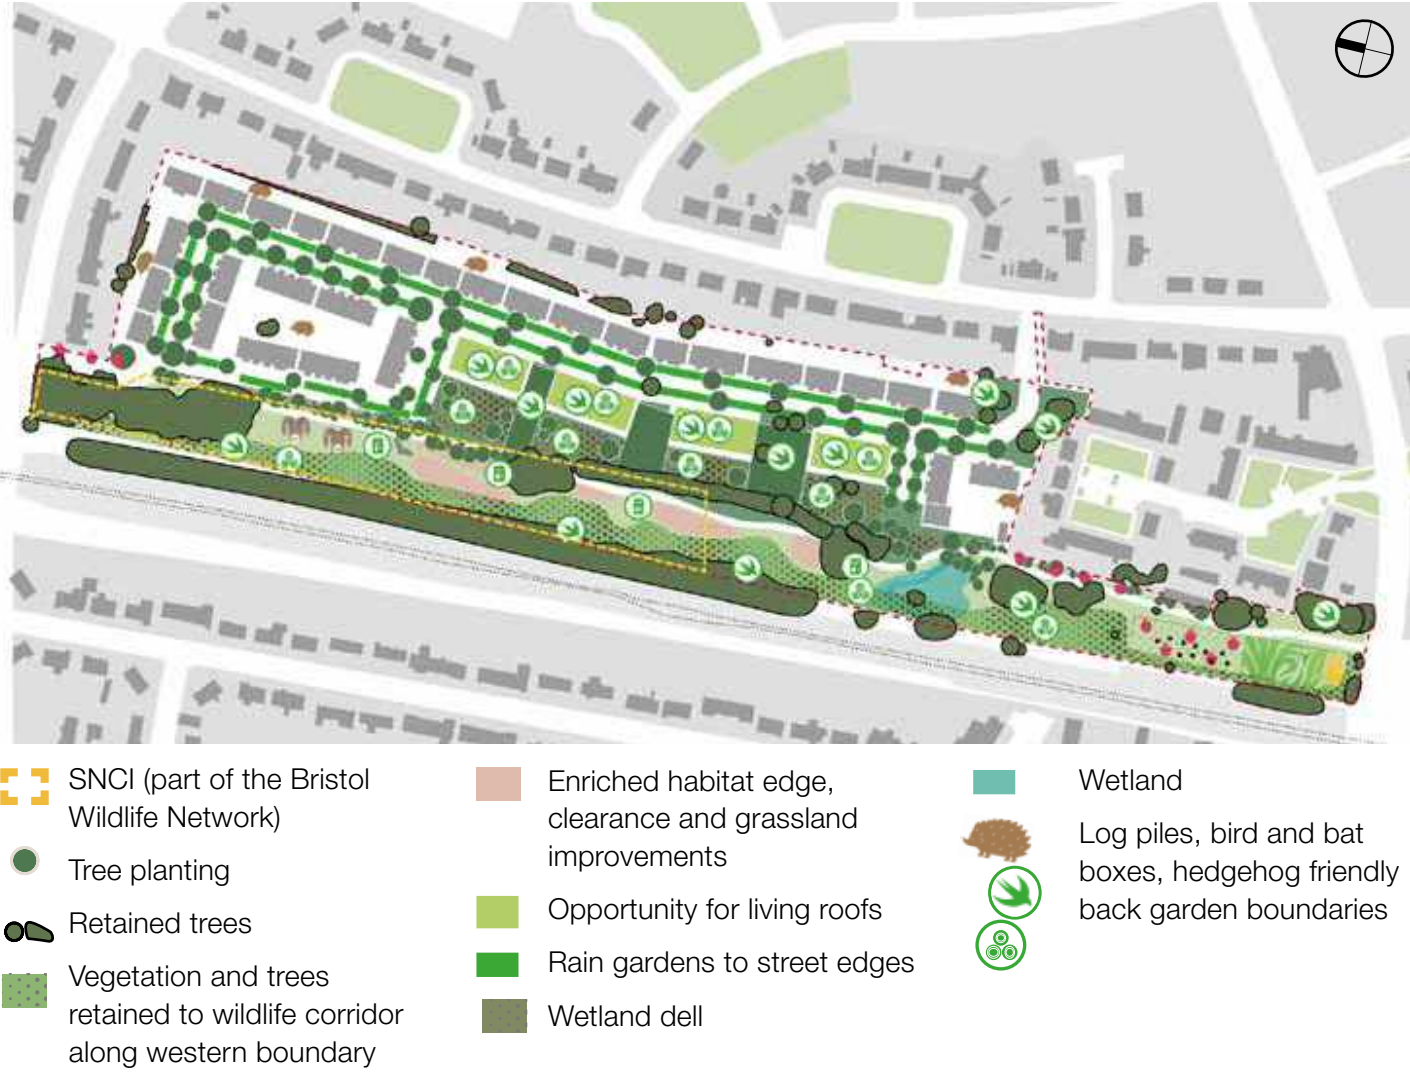 SNCI (part of the Bristol
Wildlife Network)
Tree planting
Retained trees
Vegetation and trees
retained to wildlife corridor
along western boundary
Enriched habitat edge,
clearance and grassland
improvements
Opportunity for living roofs
Rain gardens to street edges
Wetland dell
Wetland
Log piles, bird and bat
boxes, hedgehog friendly
back garden boundaries